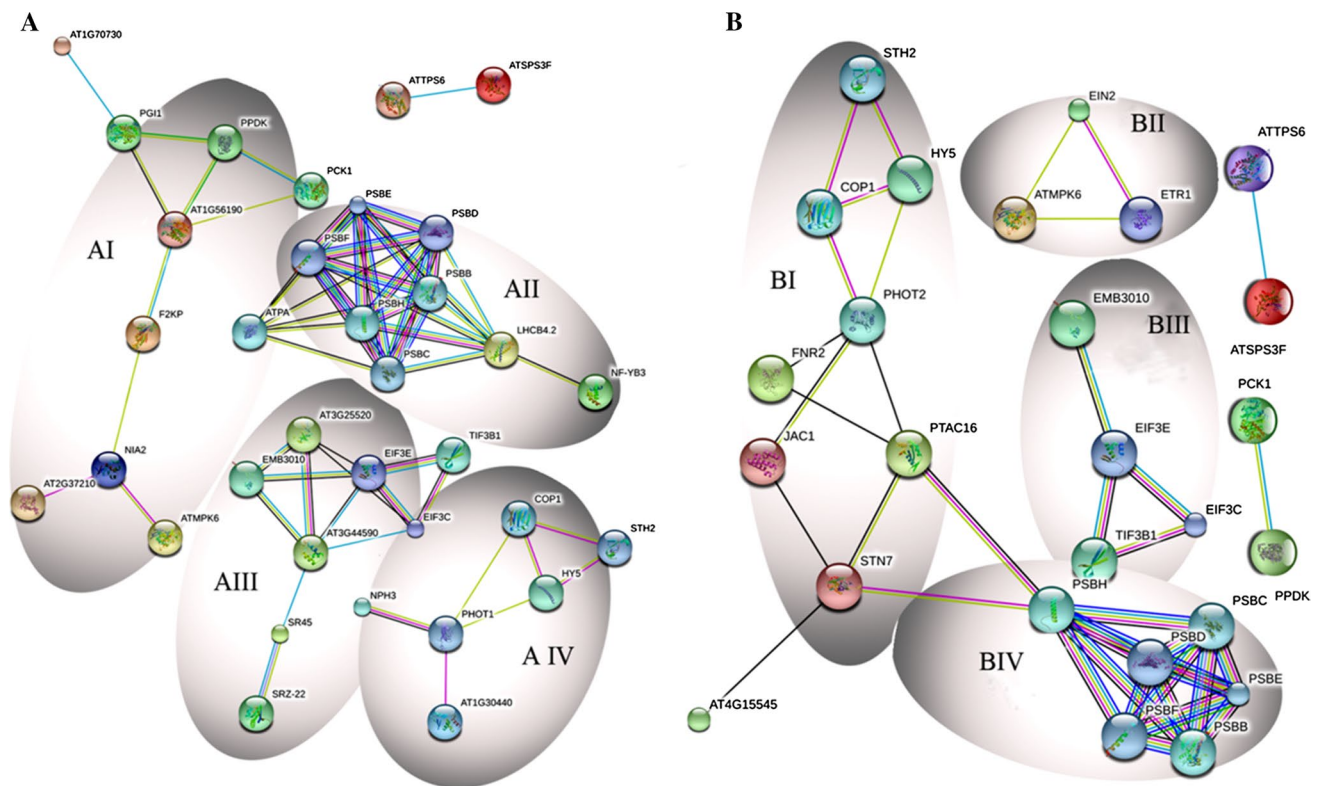 A
AT1G70730
ATTPS6
ATSPS3F
PGI1
PPDK
PCK1
AT1G56190
AI
F2KP
NIA2
AT2G37210
ATMPK6
PSBE
PSBD
PSBF
PSBB
AII
PSBH
ATPA
LHCB4.2
PSBC
NF-YB3
AT3G25520
TIF3B1
EIF3E
EMB3010
EIF3C
AT3G44590
AIII
SR45
SRZ-22
COP1
STH2
HY5
NPH3
PHOT1
A IV
AT1G30440
B
STH2
HY5
COP1
BI
PHOT2
FNR2
JAC1
PTAC16
STN7
AT4G15545
EIN2
BII
ATMPK6
ETR1
ATTPS6
ATSPS3F
EMB3010
BIII
EIF3E
EIF3C
TIF3B1
PCK1
PPDK
PSBH
PSBC
PSBD
BIV
PSBE
PSBF
PSBB